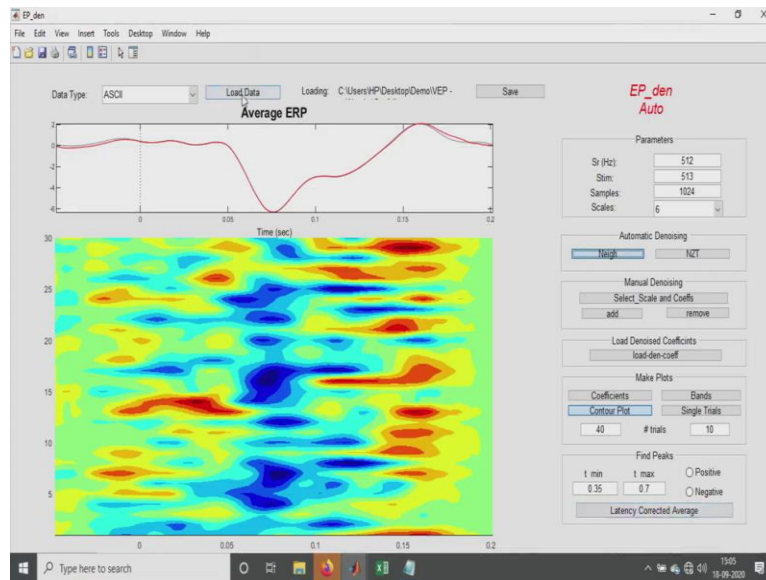 EP_den
File Edit View Insert Tools Desktop Window Help
Data Type: ASCII Load Data Loading: C:\Users\HP\Desktop\Demo\VEP - Save
EP_den
Auto
Average ERP
2
0
-2
-4
-6
0 0.05 0.1 0.15 0.2
Time (sec)
30
25
20
15
10
5
0 0.05 0.1 0.15 0.2
Parameters
Sr (Hz): 512
Stim: 513
Samples: 1024
Scales: 6
Automatic Denoising
Neigh NZT
Manual Denoising
Select_Scale and Coeffs
add remove
Load Denoised Coefficints
load-den-coeff
Make Plots
Coefficients Bands
Contour Plot Single Trials
40 # trials 10
Find Peaks
t min t max Positive
0.35 0.7 Negative
Latency Corrected Average
Type here to search
15:05
18-09-2020